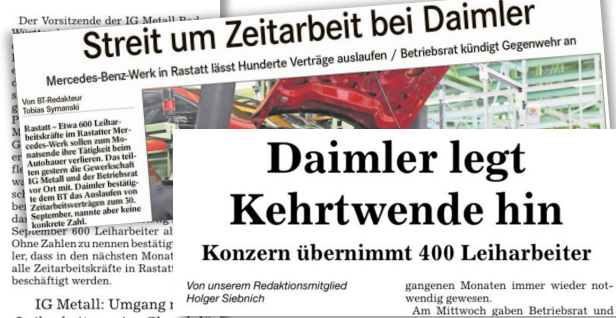 Der Vorsitzende der IG Metall
Streit um Zeitarbeit bei Daimler
Mercedes-Benz-Werk in Rastatt lässt Hunderte Verträge auslaufen / Betriebsrat kündigt Gegenwehr an
Von BT-Redakteur
Tobias Symanski
Rastatt – Etwa 600 Leihar-
beitskräfte im Rastatter Mer-
cedes-Werk sollen zum Mo-
natsende ihre Tätigkeit beim
Autobauer verlieren. Das teil-
ten gestern die Gewerkschaft
IG Metall und der Betriebsrat
vor Ort mit. Daimler bestätig-
te dem BT das Auslaufen von
Zeitarbeitsverträgen zum 30.
September, nannte aber keine
konkrete Zahl.
September 600 Leiharbeiter
Ohne Zahlen zu nennen bestätig
ler, dass in den nächsten Monat
alle Zeitarbeitskräfte in Rastatt
beschäftigt werden.
IG Metall: Umgang
Daimler legt
Kehrtwende hin
Konzern übernimmt 400 Leiharbeiter
Von unserem Redaktionsmitglied
Holger Siebnich
gangenen Monaten immer wieder not-
wendig gewesen.
Am Mittwoch gaben Betriebsrat und